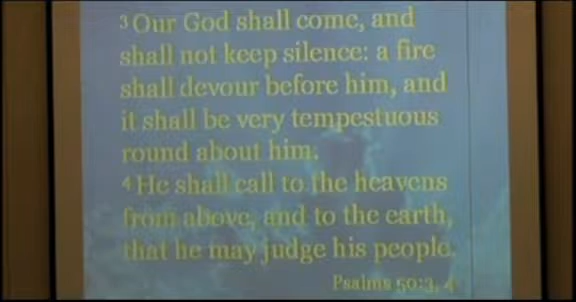 3 Our God shall come, and
shall not keep silence: a fire
shall devour before him, and
it shall be very tempestuous
round about him.
4 He shall call to the heavens
from above, and to the earth,
that he may judge his people.
Psalms 50:3, 4